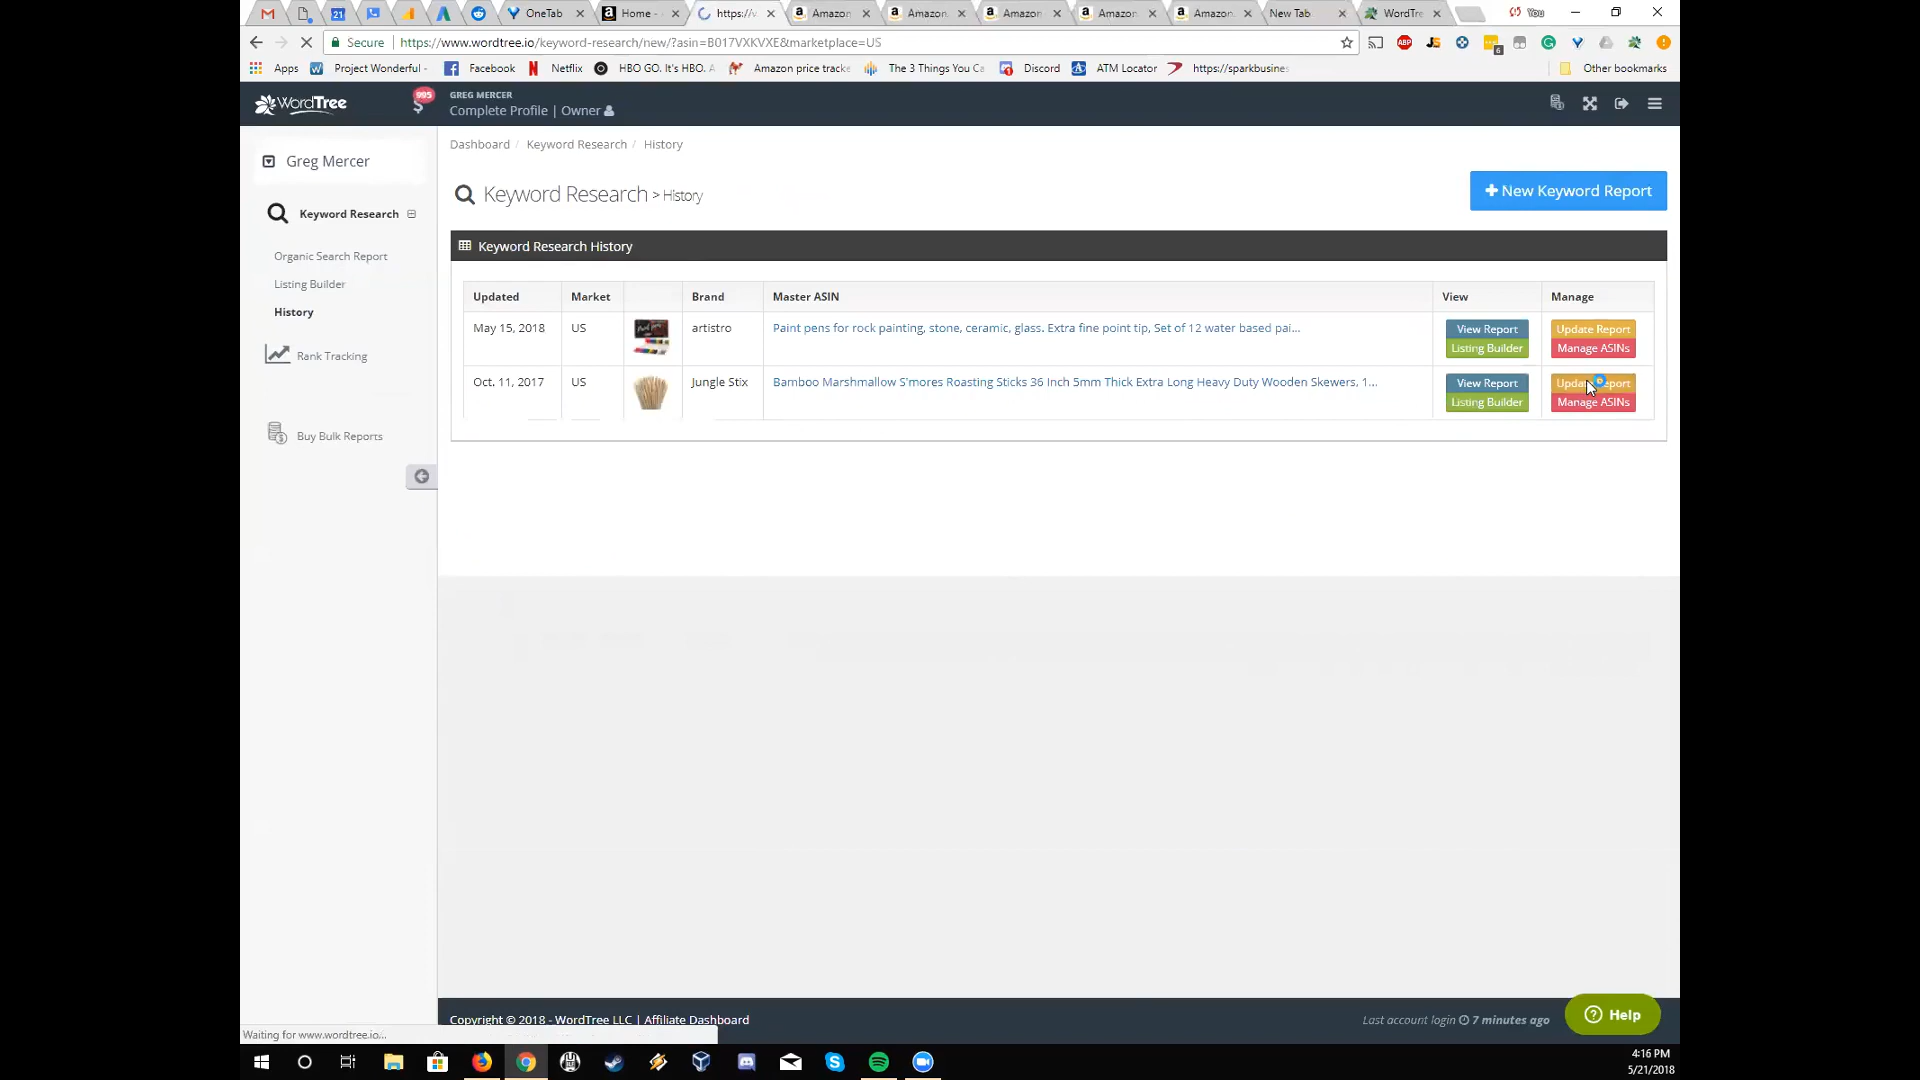 OneTab
Home -
https://v
Amazon
Amazon
Amazon
Amazon
Amazon
New Tab
WordTre
You
Secure
https://www.wordtree.io/keyword-research/new/?asin=B017VXKVXE&marketplace=US
Apps
Project Wonderful -
Facebook
Netflix
HBO GO. It's HBO. A
Amazon price tracke
The 3 Things You Ca
Discord
ATM Locator
https://sparkbusines
Other bookmarks
WordTree
995
GREG MERCER
Complete Profile | Owner
Greg Mercer
Keyword Research
Organic Search Report
Listing Builder
History
Rank Tracking
Buy Bulk Reports
Dashboard / Keyword Research / History
Keyword Research > History
New Keyword Report
Keyword Research History
Updated Market Brand Master ASIN View Manage
May 15, 2018 US artistro Paint pens for rock painting, stone, ceramic, glass. Extra fine point tip, Set of 12 water based pai... View Report Update Report
Listing Builder Manage ASINs
Oct. 11, 2017 US Jungle Stix Bamboo Marshmallow S'mores Roasting Sticks 36 Inch 5mm Thick Extra Long Heavy Duty Wooden Skewers, 1... View Report
Listing Builder Manage ASINs
Copyright © 2018 - WordTree LLC | Affiliate Dashboard
Last account login 7 minutes ago
Help
Waiting for www.wordtree.io...
4:16 PM
5/21/2018